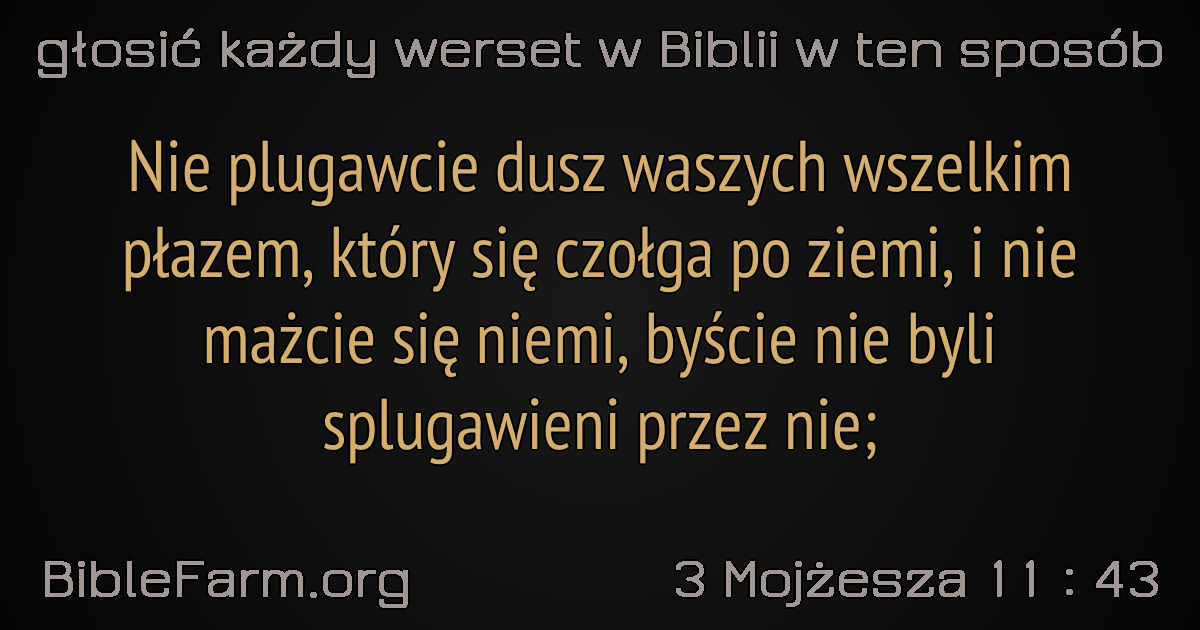 głosić każdy werset w Biblii w ten sposób
Nie plugawcie dusz waszych wszelkim
płazem, który się czołga po ziemi, i nie
mażcie się niemi, byście nie byli
splugawieni przez nie;
BibleFarm.org
3 Mojżesza 11 : 43